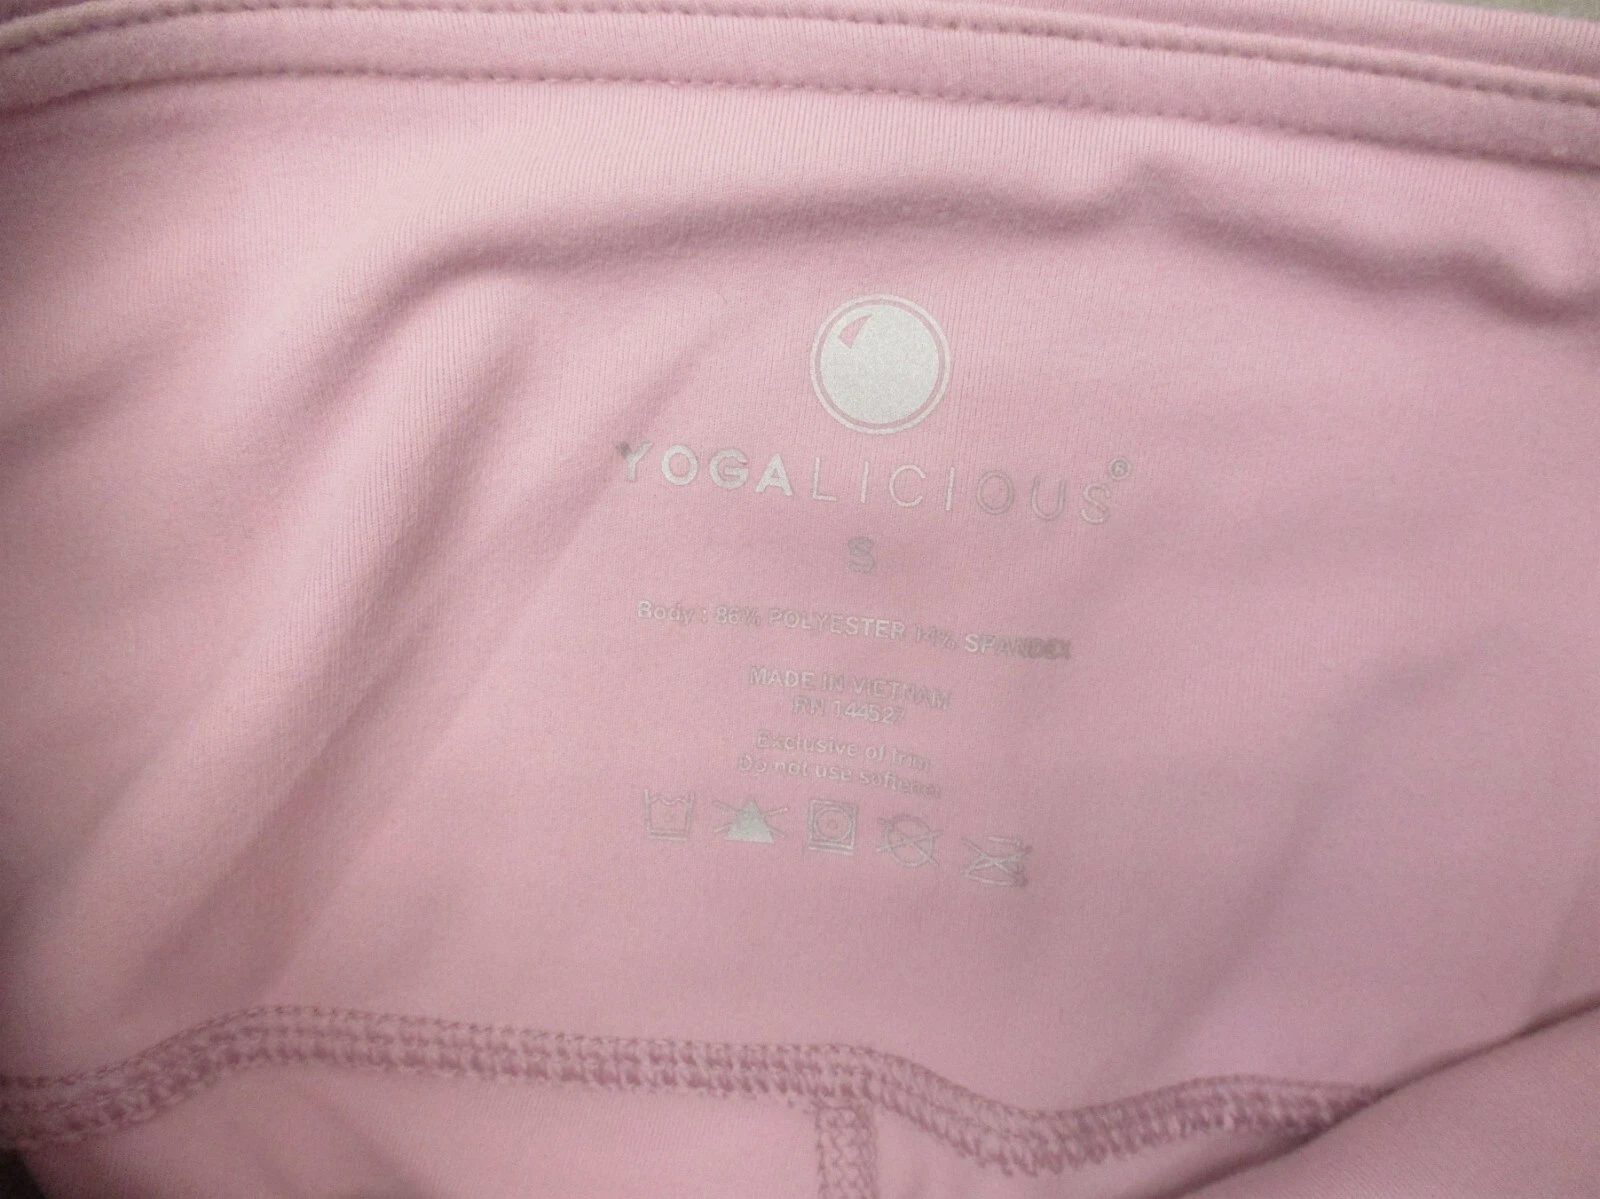 YOGALICIOUS®
S
Body : 86% POLYESTER 14% SPANDEX
MADE IN VIETNAM
RN 144527
Exclusive of trim
Do not use softener